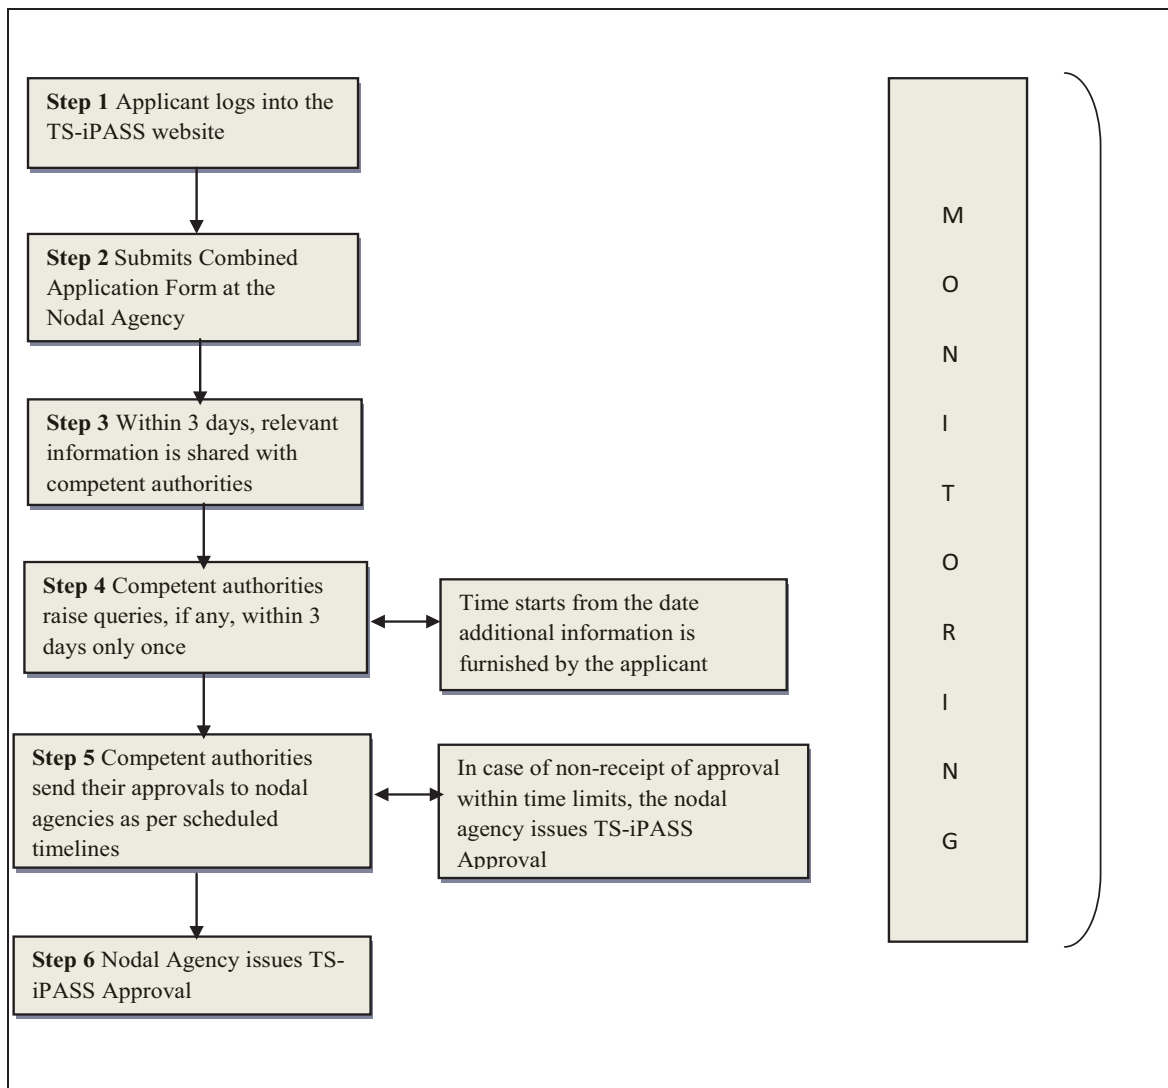 Step 1 Applicant logs into the
TS-iPASS website
Step 2 Submits Combined
Application Form at the
Nodal Agency
Step 3 Within 3 days, relevant
information is shared with
competent authorities
Step 4 Competent authorities
raise queries, if any, within 3
days only once
Time starts from the date
additional information is
furnished by the applicant
Step 5 Competent authorities
send their approvals to nodal
agencies as per scheduled
timelines
In case of non-receipt of approval
within time limits, the nodal
agency issues TS-iPASS
Approval
Step 6 Nodal Agency issues TS-
iPASS Approval
M
O
N
I
T
O
R
I
N
G